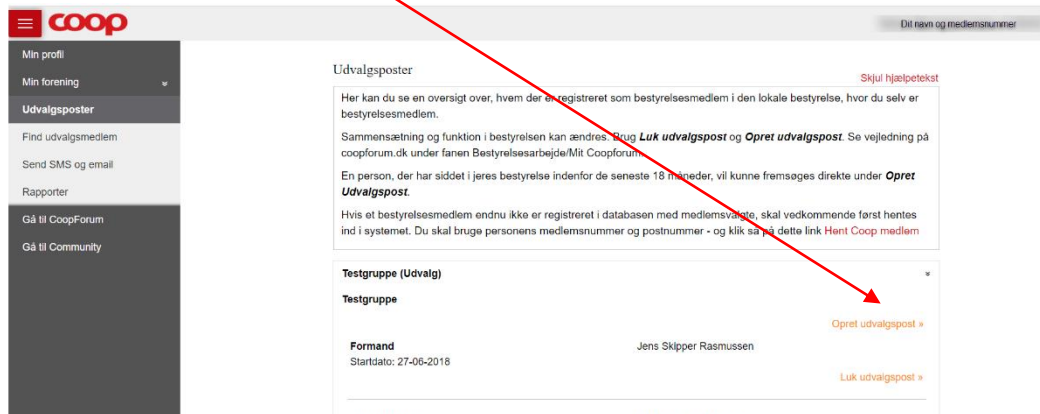 coop
Dit navn og medlemsnummer
Min profil
Min forening
Udvalgsposter
Find udvalgsmedlem
Send SMS og email
Rapporter
Gå til CoopForum
Gå til Community
Udvalgsposter
Skjul hjælpetekst
Her kan du se en oversigt over, hvem der er registreret som bestyrelsesmedlem i den lokale bestyrelse, hvor du selv er
bestyrelsesmedlem.
Sammensætning og funktion i bestyrelsen kan ændres. Brug Luk udvalgspost og Opret udvalgspost. Se vejledning på
coopforum.dk under fanen Bestyrelsesarbejde/Mit Coopforum.
En person, der har siddet i jeres bestyrelse indenfor de seneste 18 måneder, vil kunne fremsøges direkte under Opret
Udvalgspost.
Hvis et bestyrelsesmedlem endnu ikke er registreret i databasen med medlemsvalgte, skal vedkommende først hentes
ind i systemet. Du skal bruge personens medlemsnummer og postnummer - og klik så på dette link Hent Coop medlem
Testgruppe (Udvalg)
Testgruppe
Opret udvalgspost »
Formand
Jens Skipper Rasmussen
Startdato: 27-06-2018
Luk udvalgspost »